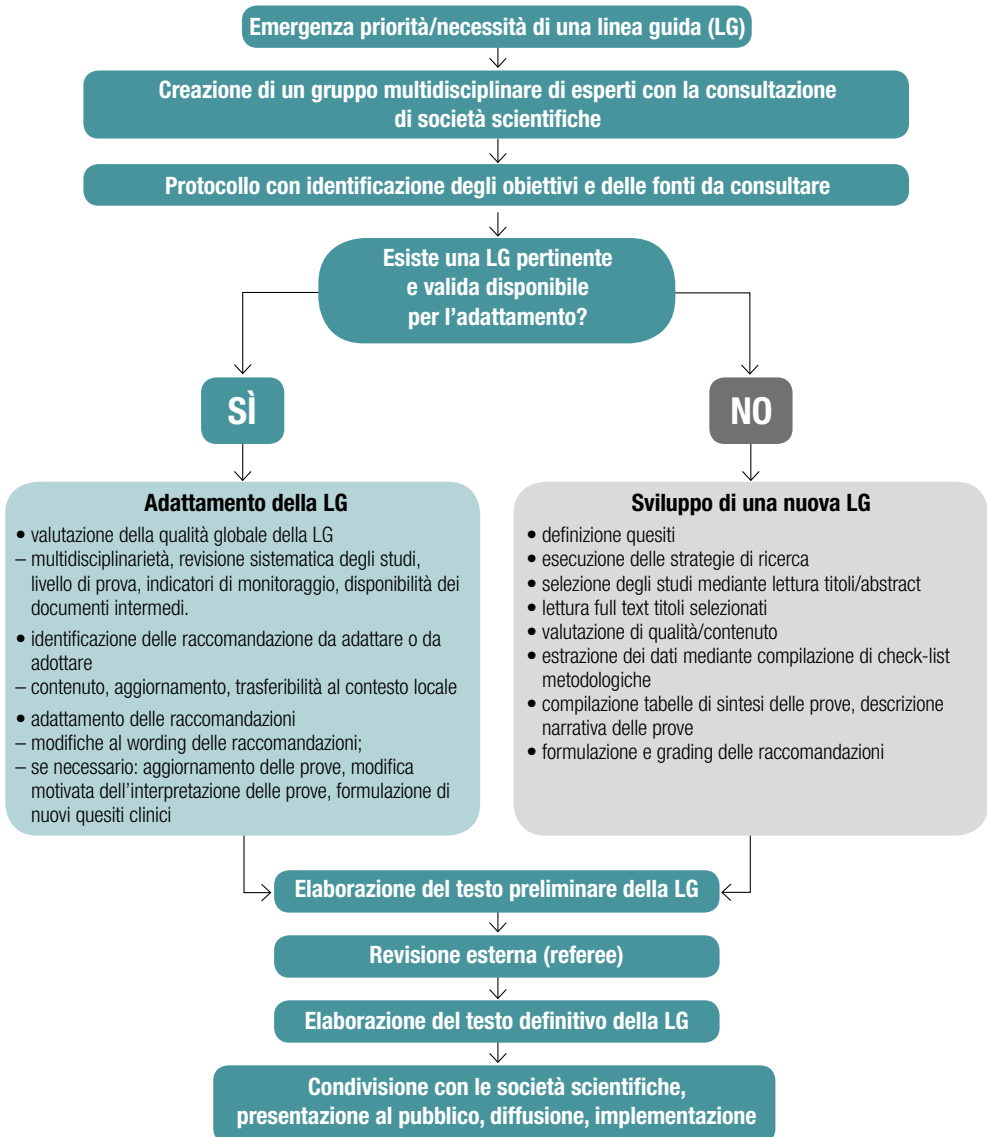 Emergenza priorità/necessità di una linea guida (LG)
Creazione di un gruppo multidisciplinare di esperti con la consultazione
di società scientifiche
Protocollo con identificazione degli obiettivi e delle fonti da consultare
Esiste una LG pertinente
e valida disponibile
per l'adattamento?
SÌ
NO
Adattamento della LG
• valutazione della qualità globale della LG
– multidisciplinarietà, revisione sistematica degli studi,
livello di prova, indicatori di monitoraggio, disponibilità dei
documenti intermedi.
• identificazione delle raccomandazione da adattare o da
adottare
– contenuto, aggiornamento, trasferibilità al contesto locale
• adattamento delle raccomandazioni
– modifiche al wording delle raccomandazioni;
– se necessario: aggiornamento delle prove, modifica
motivata dell'interpretazione delle prove, formulazione di
nuovi quesiti clinici
Sviluppo di una nuova LG
• definizione quesiti
• esecuzione delle strategie di ricerca
• selezione degli studi mediante lettura titoli/abstract
• lettura full text titoli selezionati
• valutazione di qualità/contenuto
• estrazione dei dati mediante compilazione di check-list
metodologiche
• compilazione tabelle di sintesi delle prove, descrizione
narrativa delle prove
• formulazione e grading delle raccomandazioni
Elaborazione del testo preliminare della LG
Revisione esterna (referee)
Elaborazione del testo definitivo della LG
Condivisione con le società scientifiche,
presentazione al pubblico, diffusione, implementazione